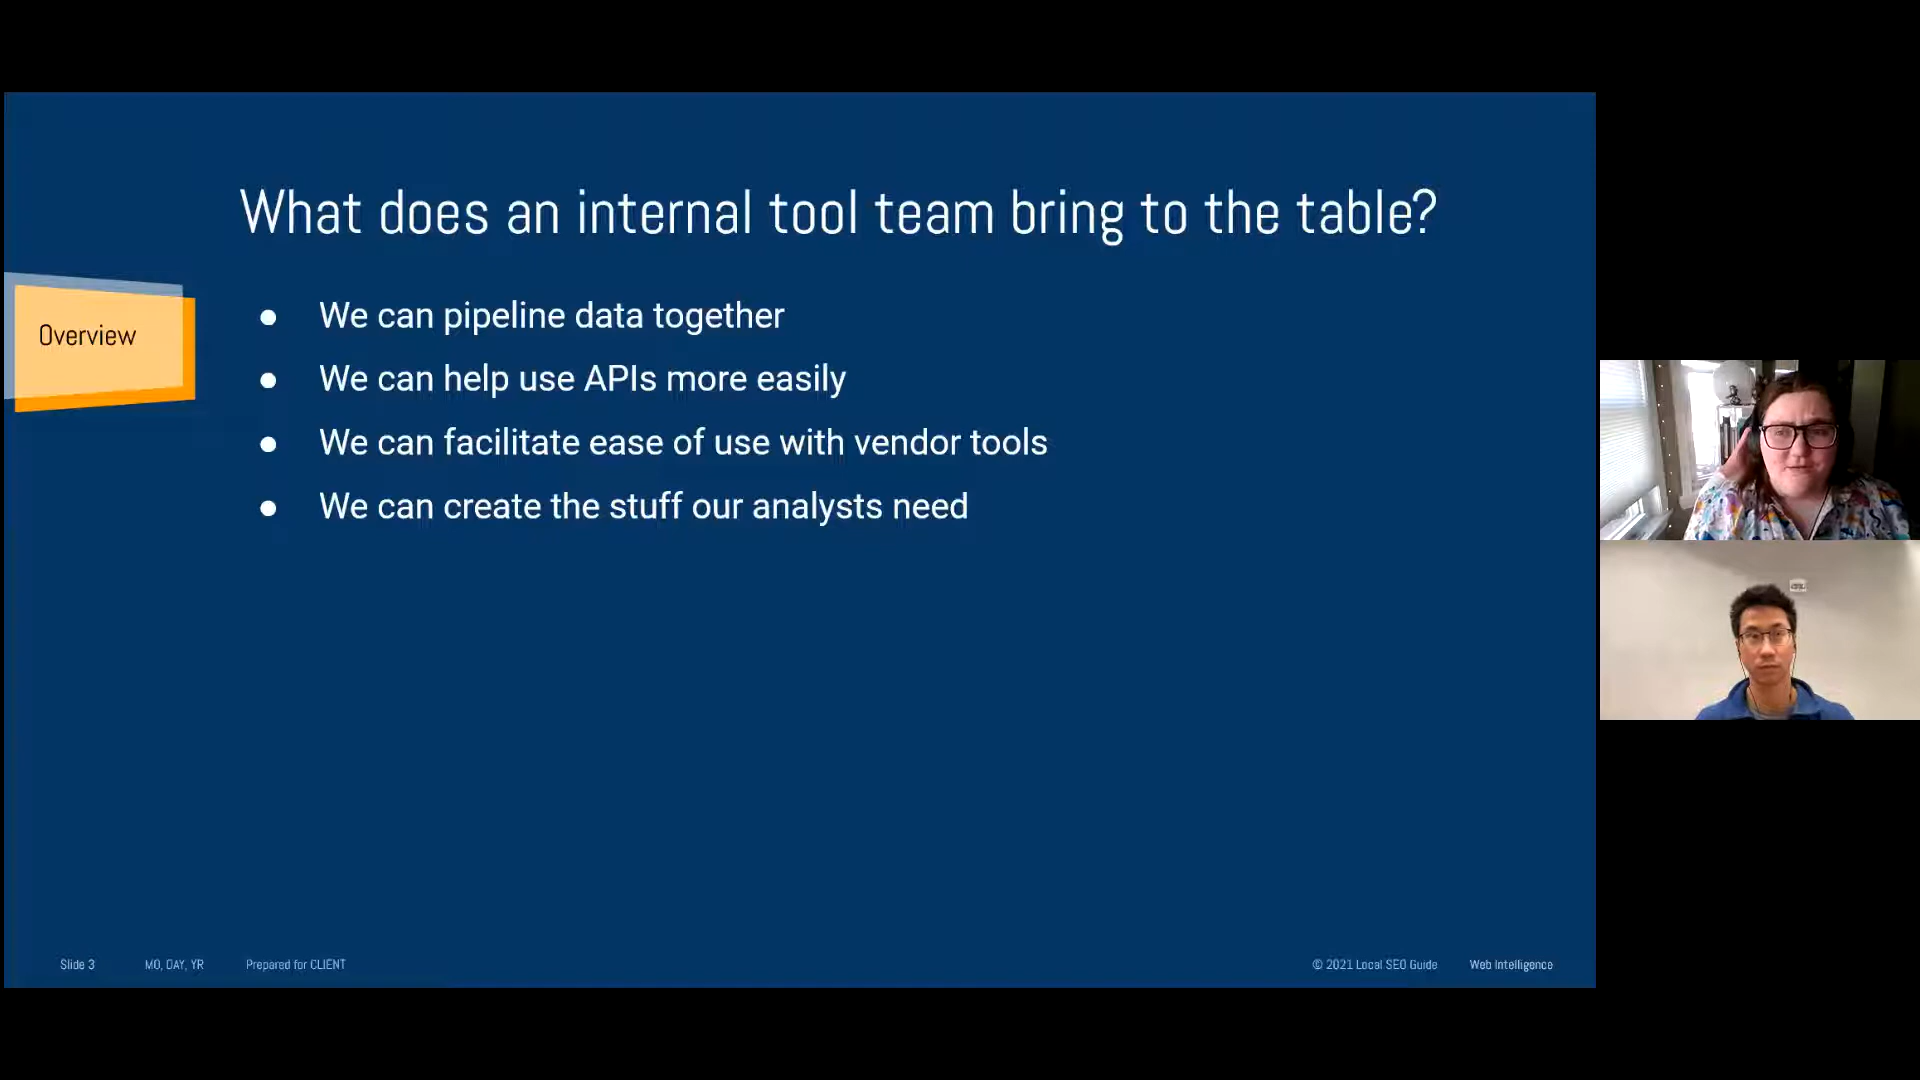 What does an internal tool team bring to the table?
Overview
● We can pipeline data together
● We can help use APIs more easily
● We can facilitate ease of use with vendor tools
● We can create the stuff our analysts need
Slide 3 MO, DAY, YR Prepared for CLIENT © 2021 Local SEO Guide Web Intelligence